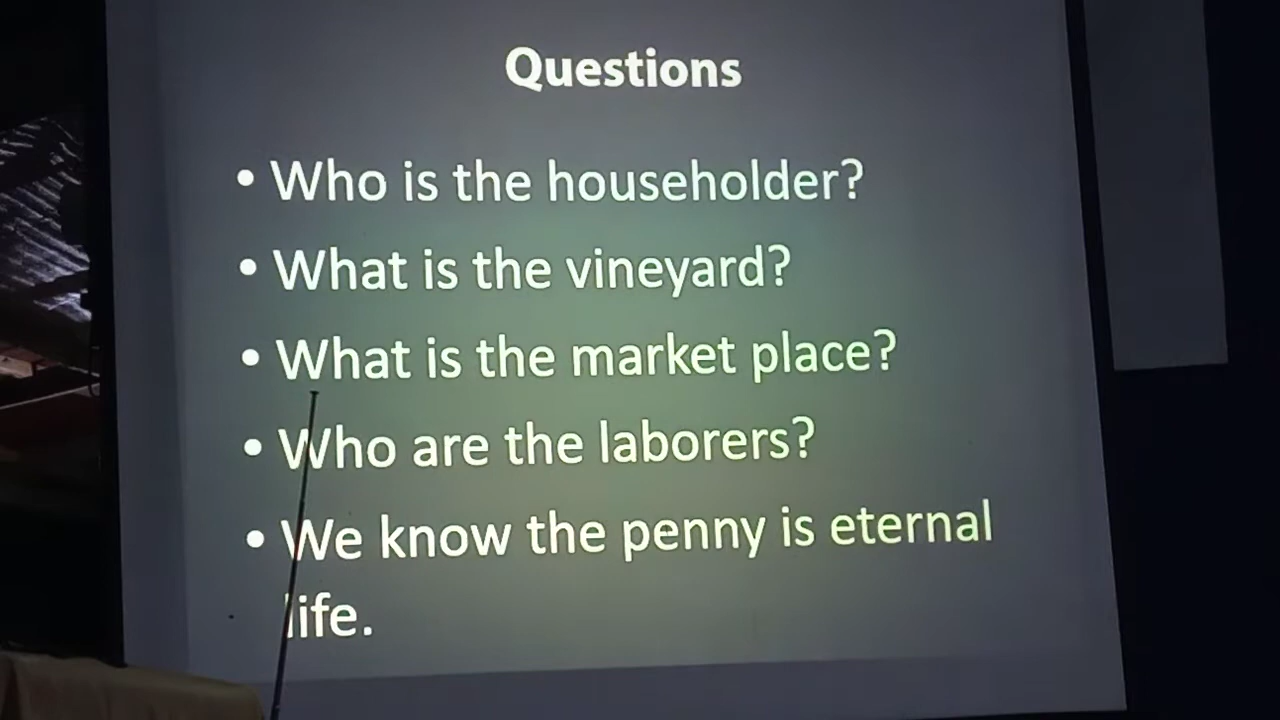 Questions
• Who is the householder?
• What is the vineyard?
• What is the market place?
• Who are the laborers?
• We know the penny is eternal
life.